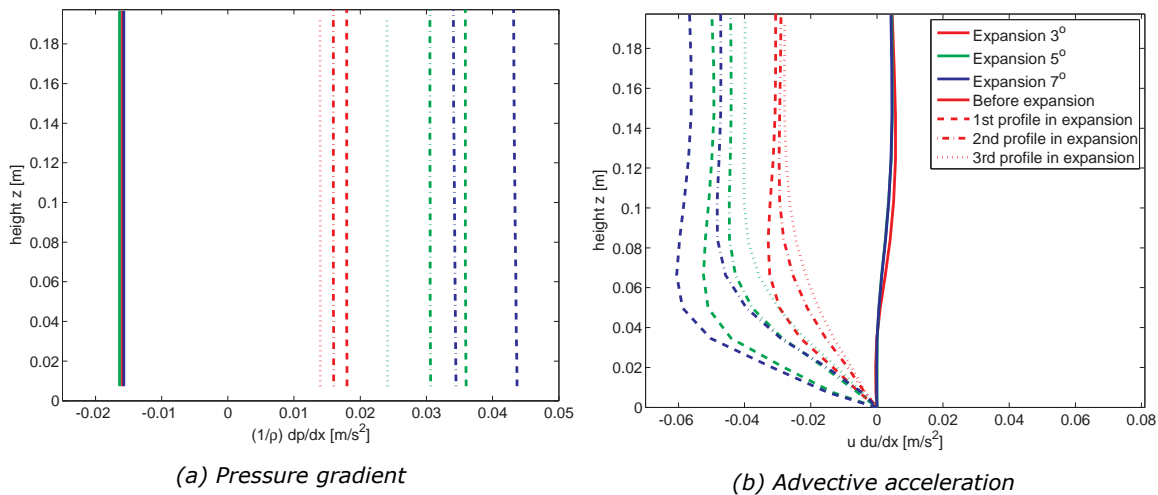 0.18
0.16
0.14
0.12
0.1
0.08
0.06
0.04
0.02
0
height z [m]
-0.02
-0.01
0
0.01
0.02
0.03
0.04
0.05
(1/ρ) dp/dx [m/s²]
(a) Pressure gradient
0.18
0.16
0.14
0.12
0.1
0.08
0.06
0.04
0.02
0
height z [m]
-0.06
-0.04
-0.02
0
0.02
0.04
0.06
0.08
u du/dx [m/s²]
Expansion 3°
Expansion 5°
Expansion 7°
Before expansion
1st profile in expansion
2nd profile in expansion
3rd profile in expansion
(b) Advective acceleration